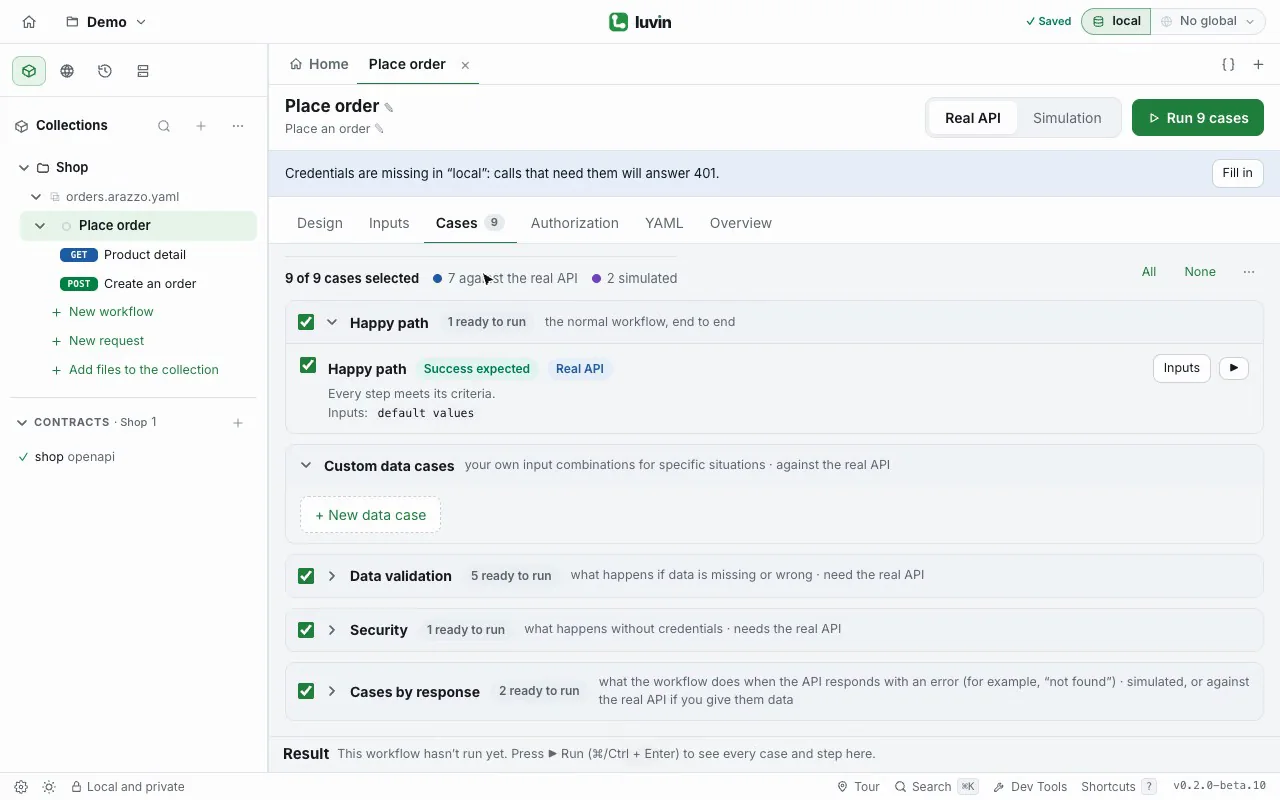 Demo
luvin
Saved
local
No global
Home
Place order
{ }
Collections
Shop
orders.arazzo.yaml
Place order
GET Product detail
POST Create an order
+ New workflow
+ New request
+ Add files to the collection
CONTRACTS · Shop 1
shop openapi
Place order
Place an order
Real API
Simulation
Run 9 cases
Credentials are missing in “local”: calls that need them will answer 401.
Fill in
Design
Inputs
Cases 9
Authorization
YAML
Overview
9 of 9 cases selected
7 against the real API
2 simulated
All
None
Happy path 1 ready to run the normal workflow, end to end
Happy path Success expected Real API
Inputs
Every step meets its criteria.
Inputs: default values
Custom data cases your own input combinations for specific situations · against the real API
+ New data case
Data validation 5 ready to run what happens if data is missing or wrong · need the real API
Security 1 ready to run what happens without credentials · needs the real API
Cases by response 2 ready to run what the workflow does when the API responds with an error (for example, “not found”) · simulated, or against
the real API if you give them data
Result This workflow hasn’t run yet. Press ▶ Run (⌘/Ctrl + Enter) to see every case and step here.
Local and private
Tour
Search ⌘K
Dev Tools
Shortcuts ?
v0.2.0-beta.10